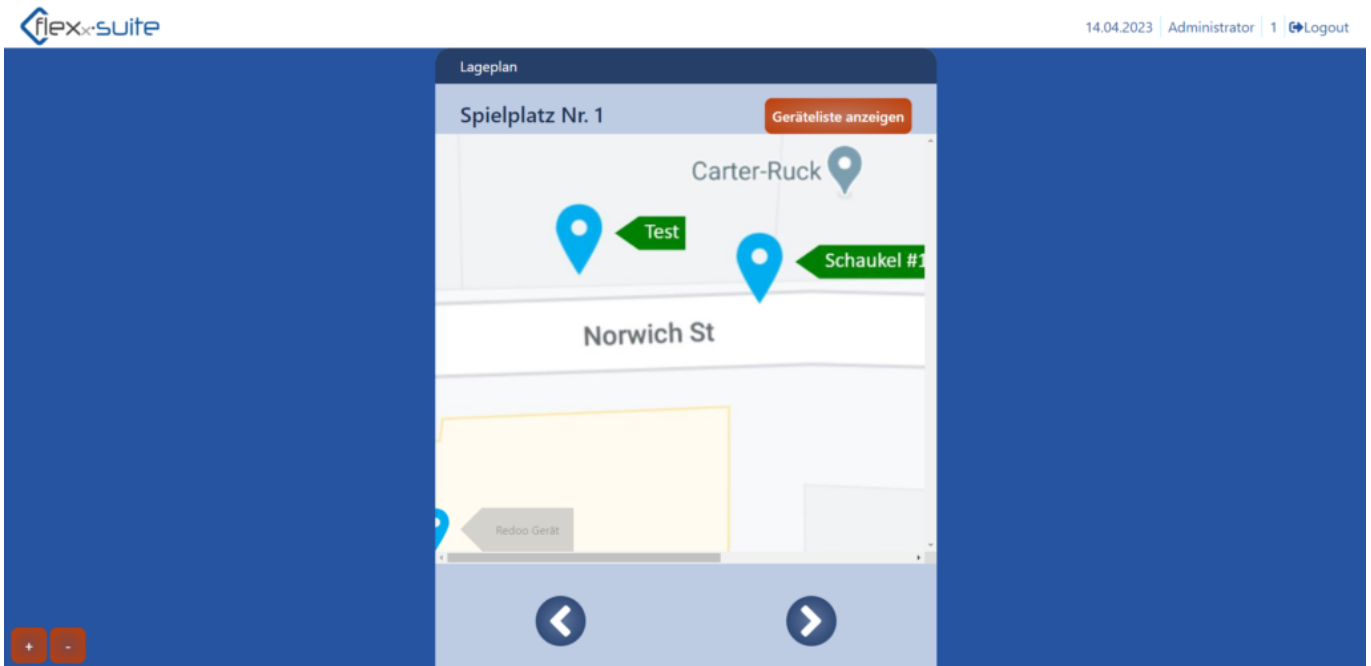 flexx-suite
14.04.2023 Administrator 1 Logout
Lageplan
Spielplatz Nr. 1
Geräteliste anzeigen
Carter-Ruck
Test
Schaukel #1
Norwich St
Redoo Gerät
+ -